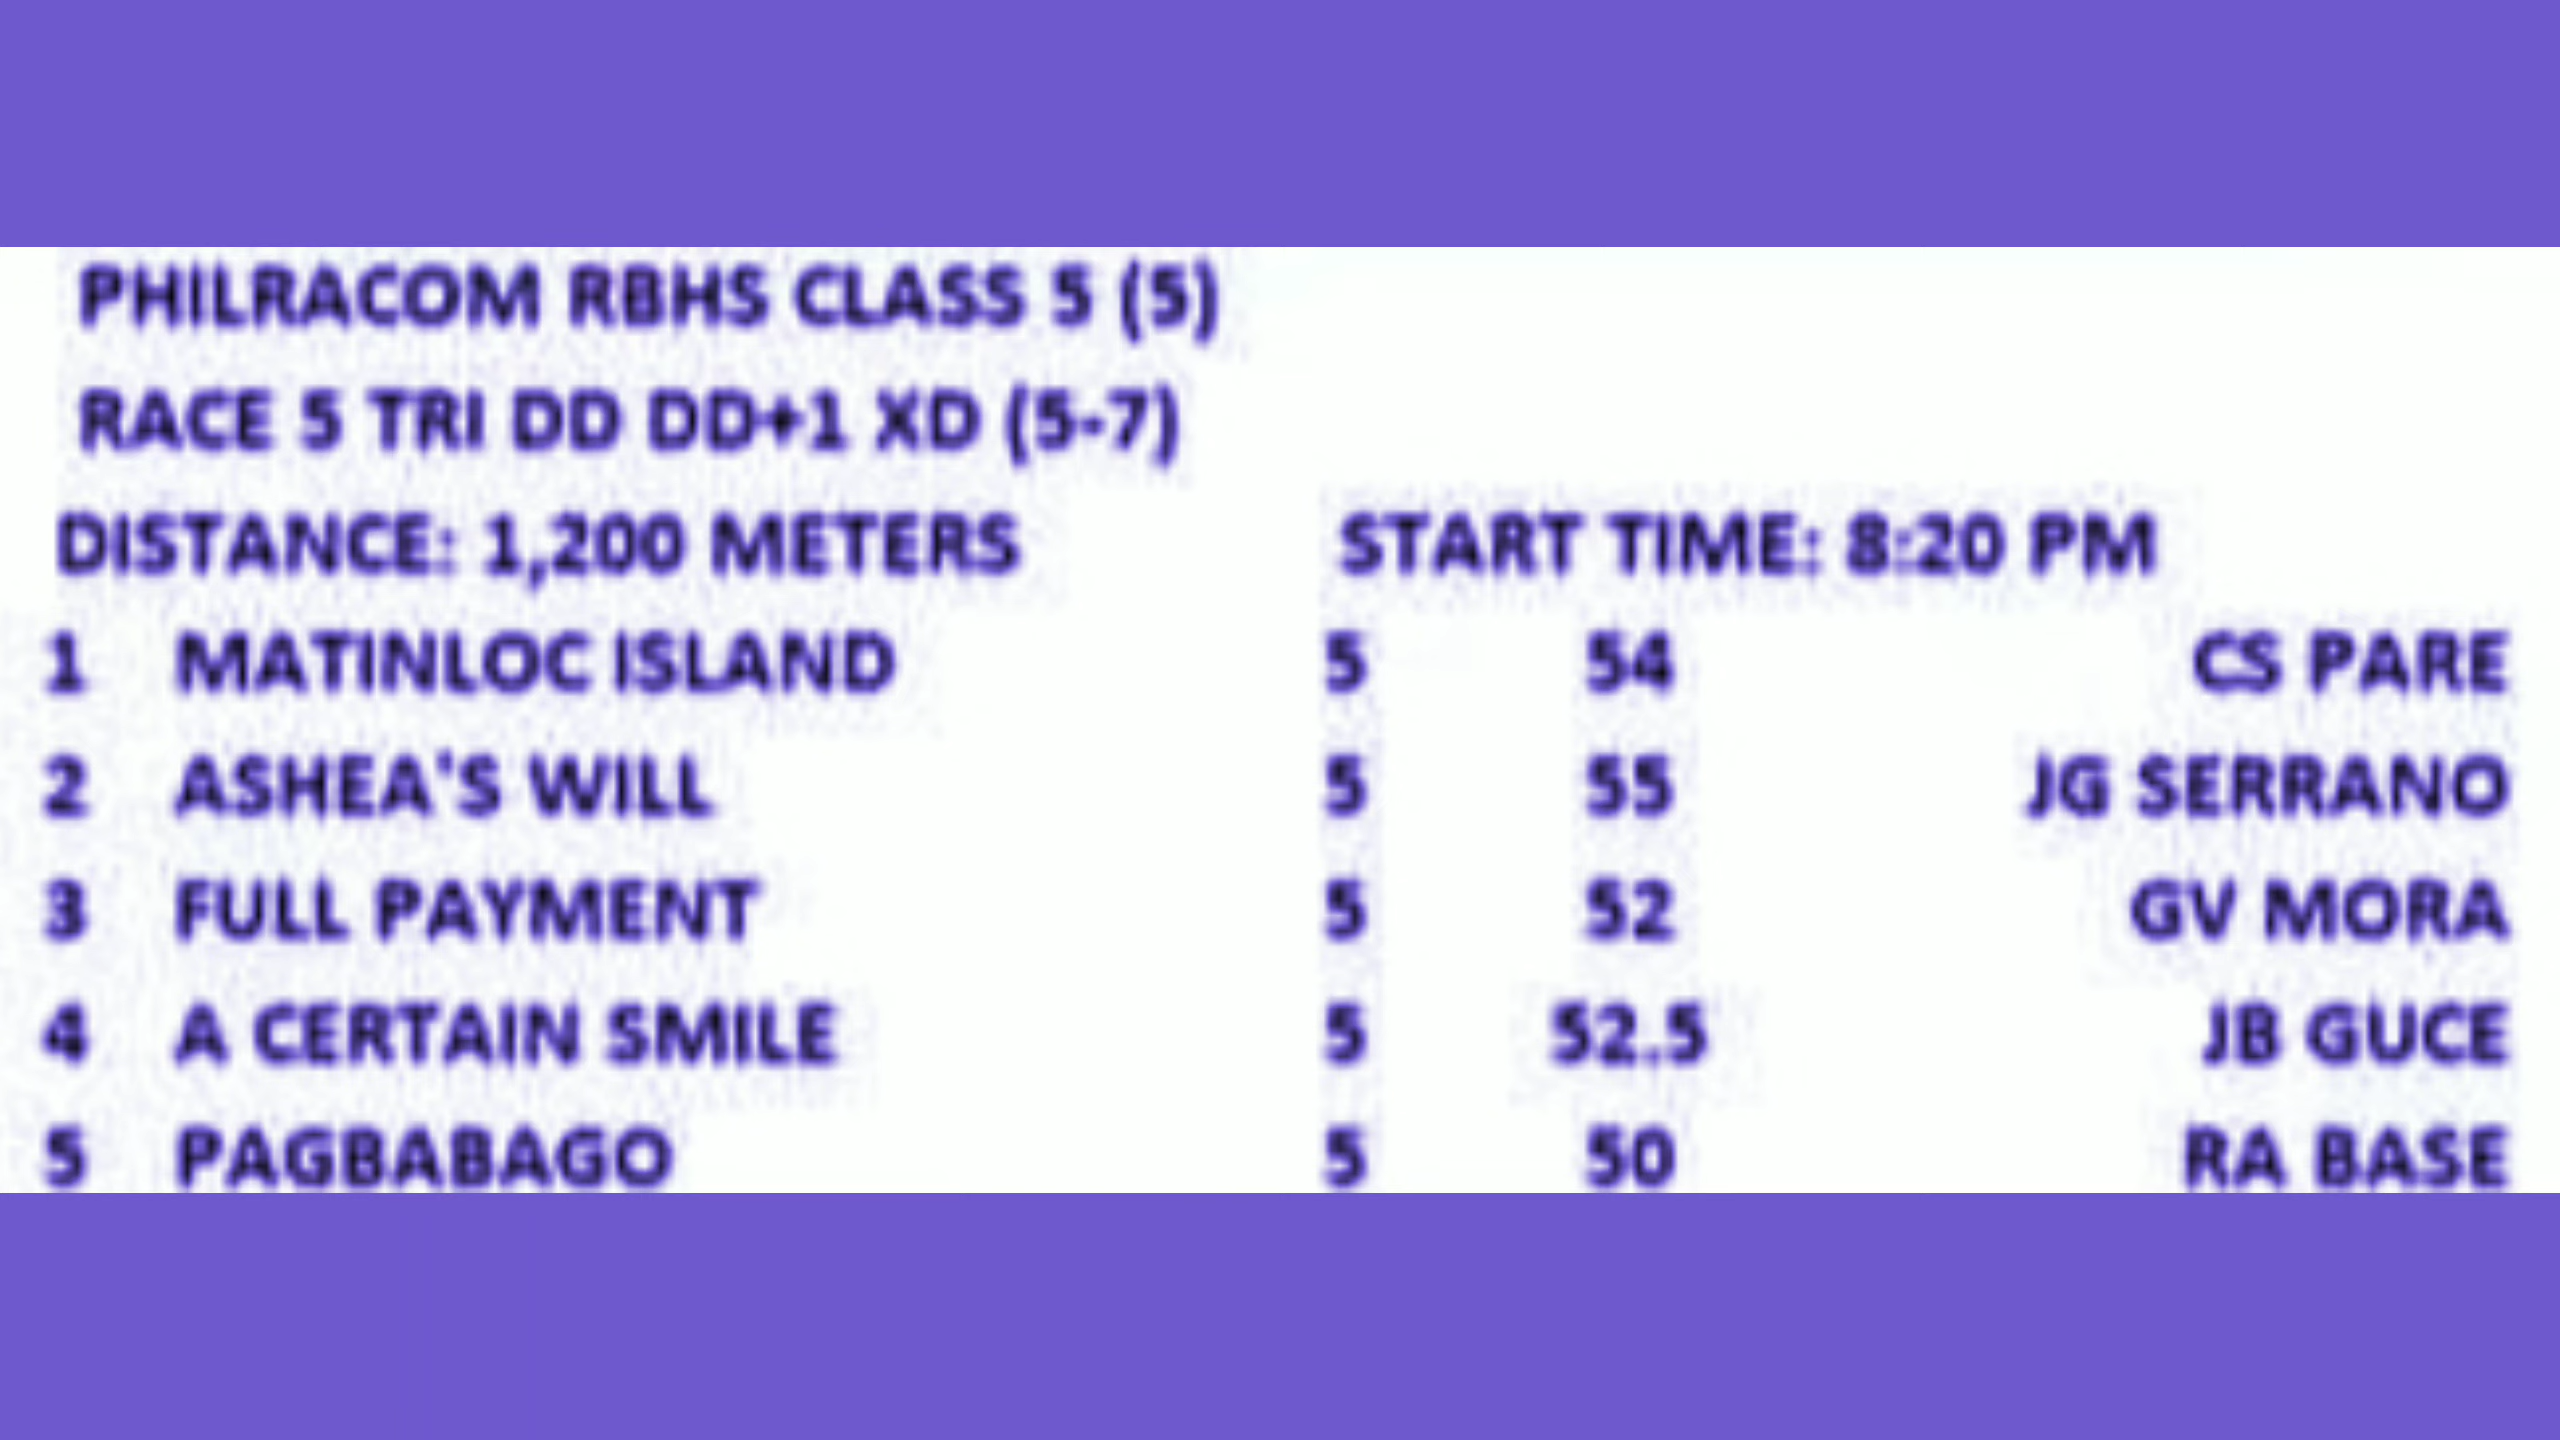 PHILRACOM RBHS CLASS 5 (5)
RACE 5 TRI DD DD+1 XD (5-7)
DISTANCE: 1,200 METERS START TIME: 8:20 PM
1 MATINLOC ISLAND 5 54 CS PARE
2 ASHEA'S WILL 5 55 JG SERRANO
3 FULL PAYMENT 5 52 GV MORA
4 A CERTAIN SMILE 5 52.5 JB GUCE
5 PAGBABAGO 5 50 RA BASE